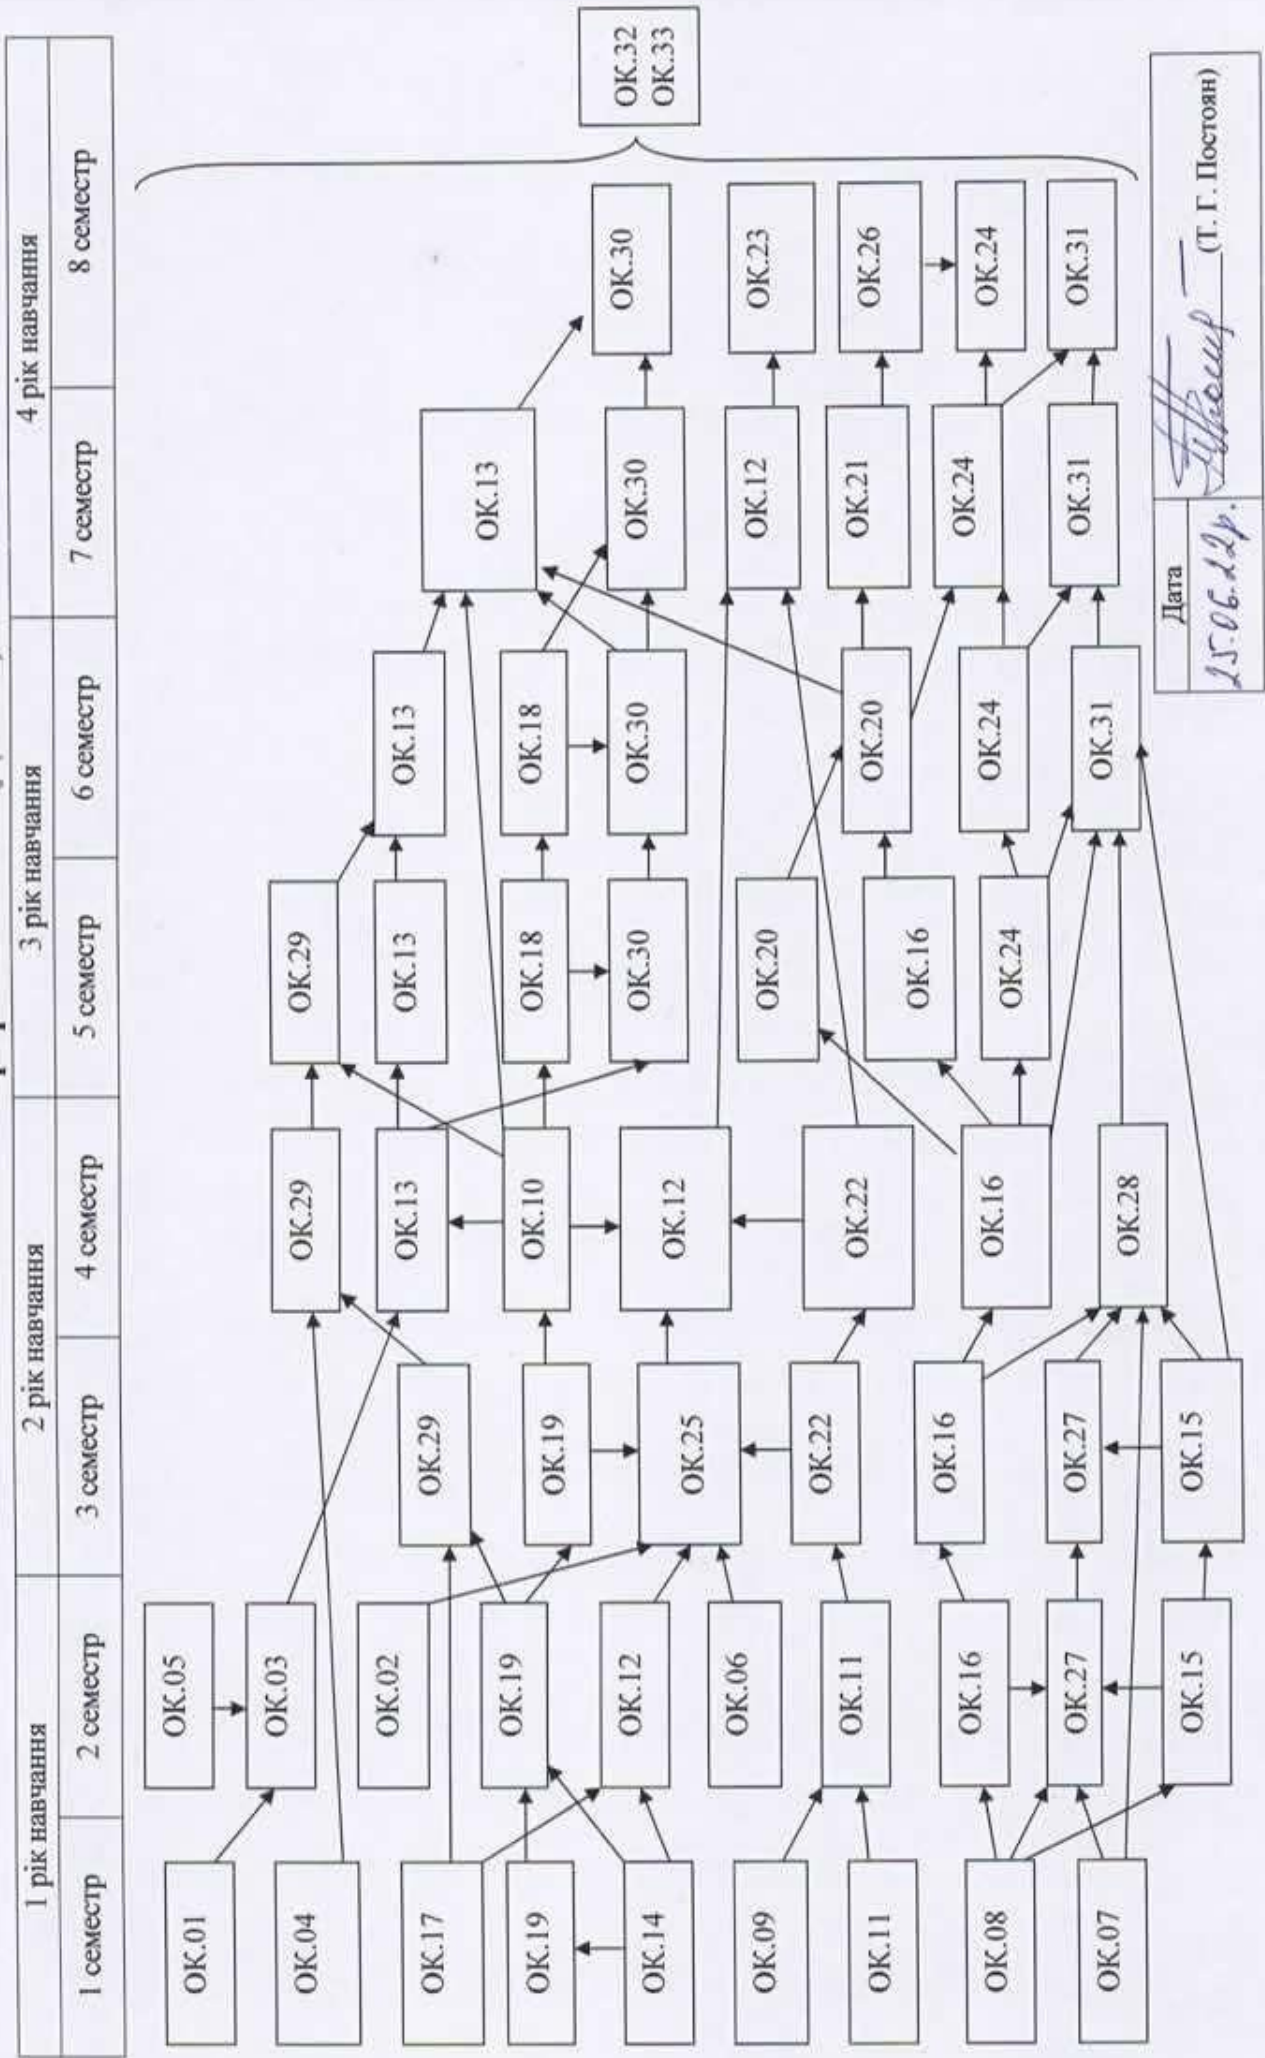 1 рік навчання
2 рік навчання
3 рік навчання
4 рік навчання
1 семестр
2 семестр
3 семестр
4 семестр
5 семестр
6 семестр
7 семестр
8 семестр
ОК.01
ОК.04
ОК.17
ОК.19
ОК.14
ОК.09
ОК.11
ОК.08
ОК.07
ОК.05
ОК.03
ОК.02
ОК.19
ОК.12
ОК.06
ОК.11
ОК.16
ОК.27
ОК.15
ОК.29
ОК.19
ОК.25
ОК.22
ОК.16
ОК.27
ОК.15
ОК.29
ОК.13
ОК.10
ОК.12
ОК.22
ОК.16
ОК.28
ОК.29
ОК.13
ОК.18
ОК.30
ОК.20
ОК.16
ОК.24
ОК.13
ОК.18
ОК.30
ОК.20
ОК.24
ОК.31
ОК.13
ОК.30
ОК.12
ОК.21
ОК.24
ОК.31
ОК.30
ОК.23
ОК.26
ОК.24
ОК.31
ОК.32
ОК.33
Дата
25.06.22р.
(Т. Г. Постоян)